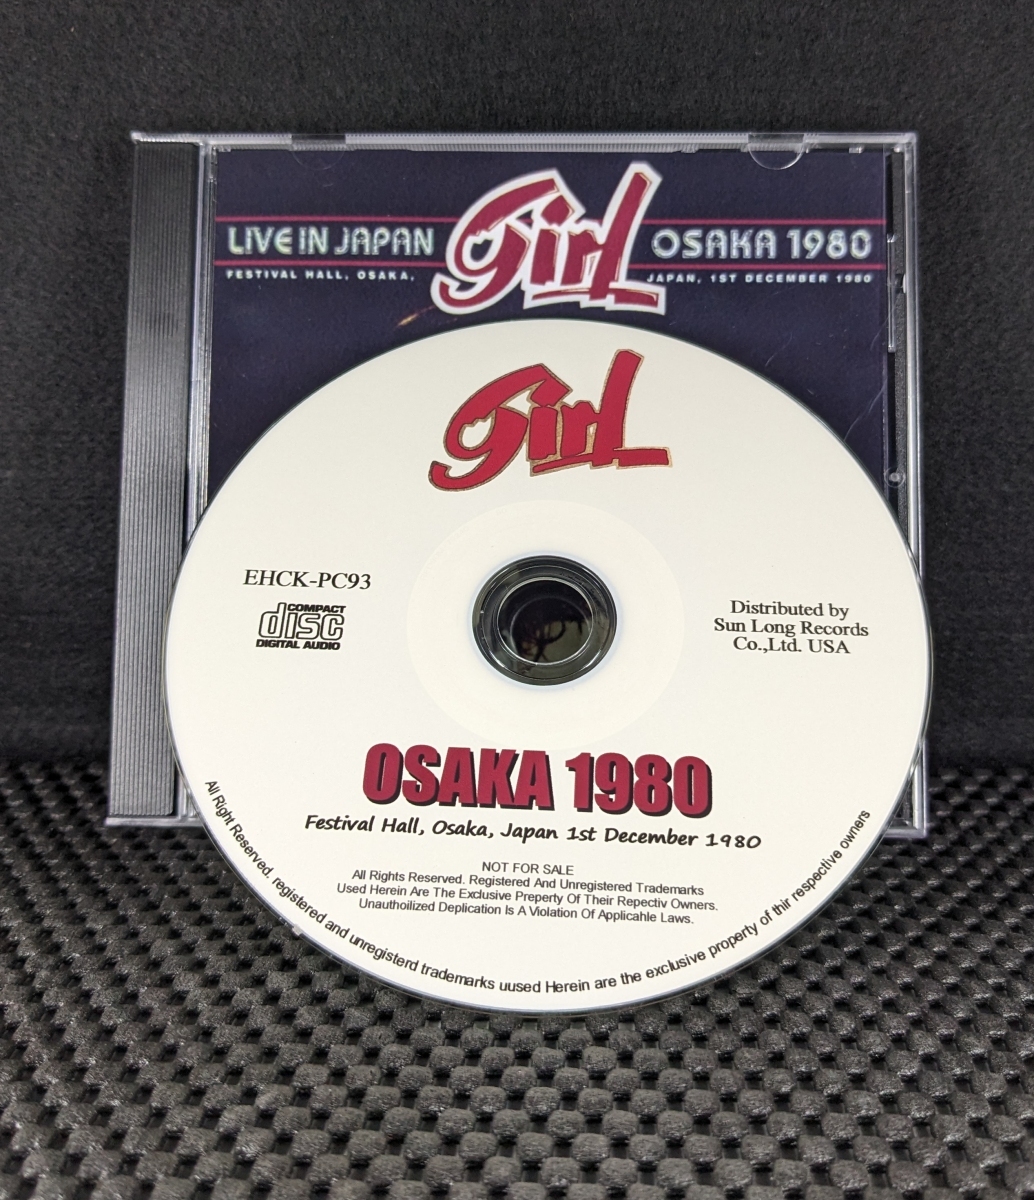 LIVE IN JAPAN girl OSAKA 1980
FESTIVAL HALL, OSAKA, JAPAN, 1ST DECEMBER 1980
girl
EHCK-PC93
COMPACT
disc
DIGITAL AUDIO
Distributed by
Sun Long Records
Co.,Ltd. USA
OSAKA 1980
Festival Hall, Osaka, Japan 1st December 1980
NOT FOR SALE
All Rights Reserved. Registered And Unregistered Trademarks
Used Herein Are The Exclusive Preperty Of Their Repectiv Owners.
Unauthoilized Deplication Is A Violation Of Applicahle Laws.
All Right Reserved. registered and unregisterd trademarks uused Herein are the exclusive property of thir respective owners